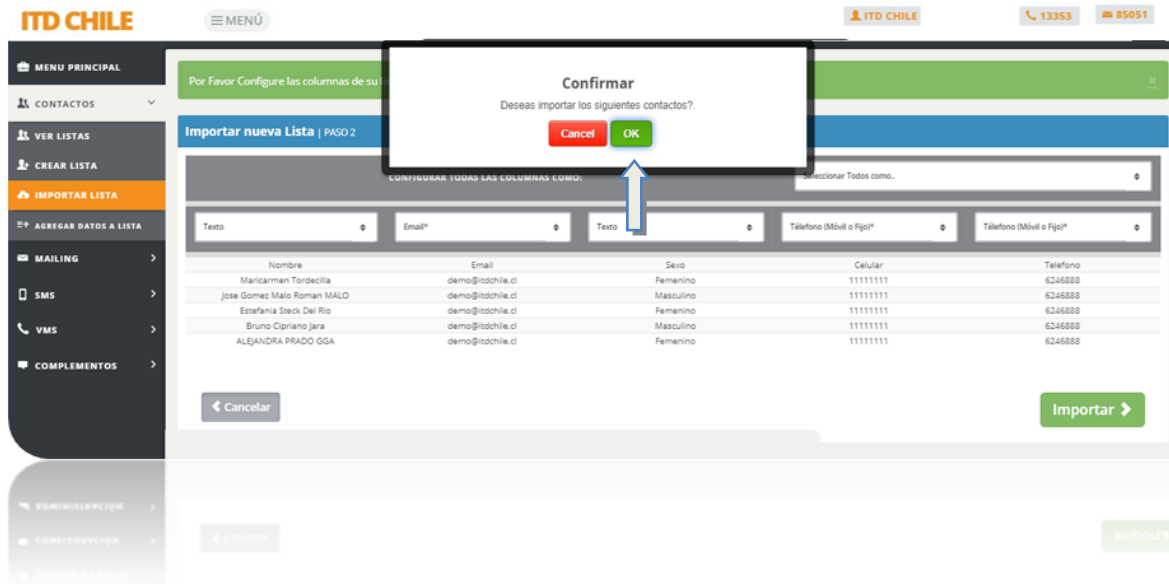 ITD CHILE
MENÚ
ITD CHILE
13353
85051
MENU PRINCIPAL
CONTACTOS
VER LISTAS
CREAR LISTA
IMPORTAR LISTA
AGREGAR DATOS A LISTA
MAILING
SMS
VMS
COMPLEMENTOS
Por Favor Configure las columnas de su
Confirmar
Deseas importar los siguientes contactos?.
Cancel OK
Importar nueva Lista | PASO 2
CONFIGURAR TODAS LAS COLUMNAS COMO:
Seleccionar Todos como..
Texto Email* Texto Télefono (Móvil o Fijo)* Télefono (Móvil o Fijo)*
Nombre Email Sexo Celular Telefono
Maricarmen Tordecilla demo@itdchile.cl Femenino 11111111 6246888
Jose Gomez Malo Roman MALO demo@itdchile.cl Masculino 11111111 6246888
Estefania Steck Del Rio demo@itdchile.cl Femenino 11111111 6246888
Bruno Cipriano Jara demo@itdchile.cl Masculino 11111111 6246888
ALEJANDRA PRADO GGA demo@itdchile.cl Femenino 11111111 6246888
Cancelar
Importar